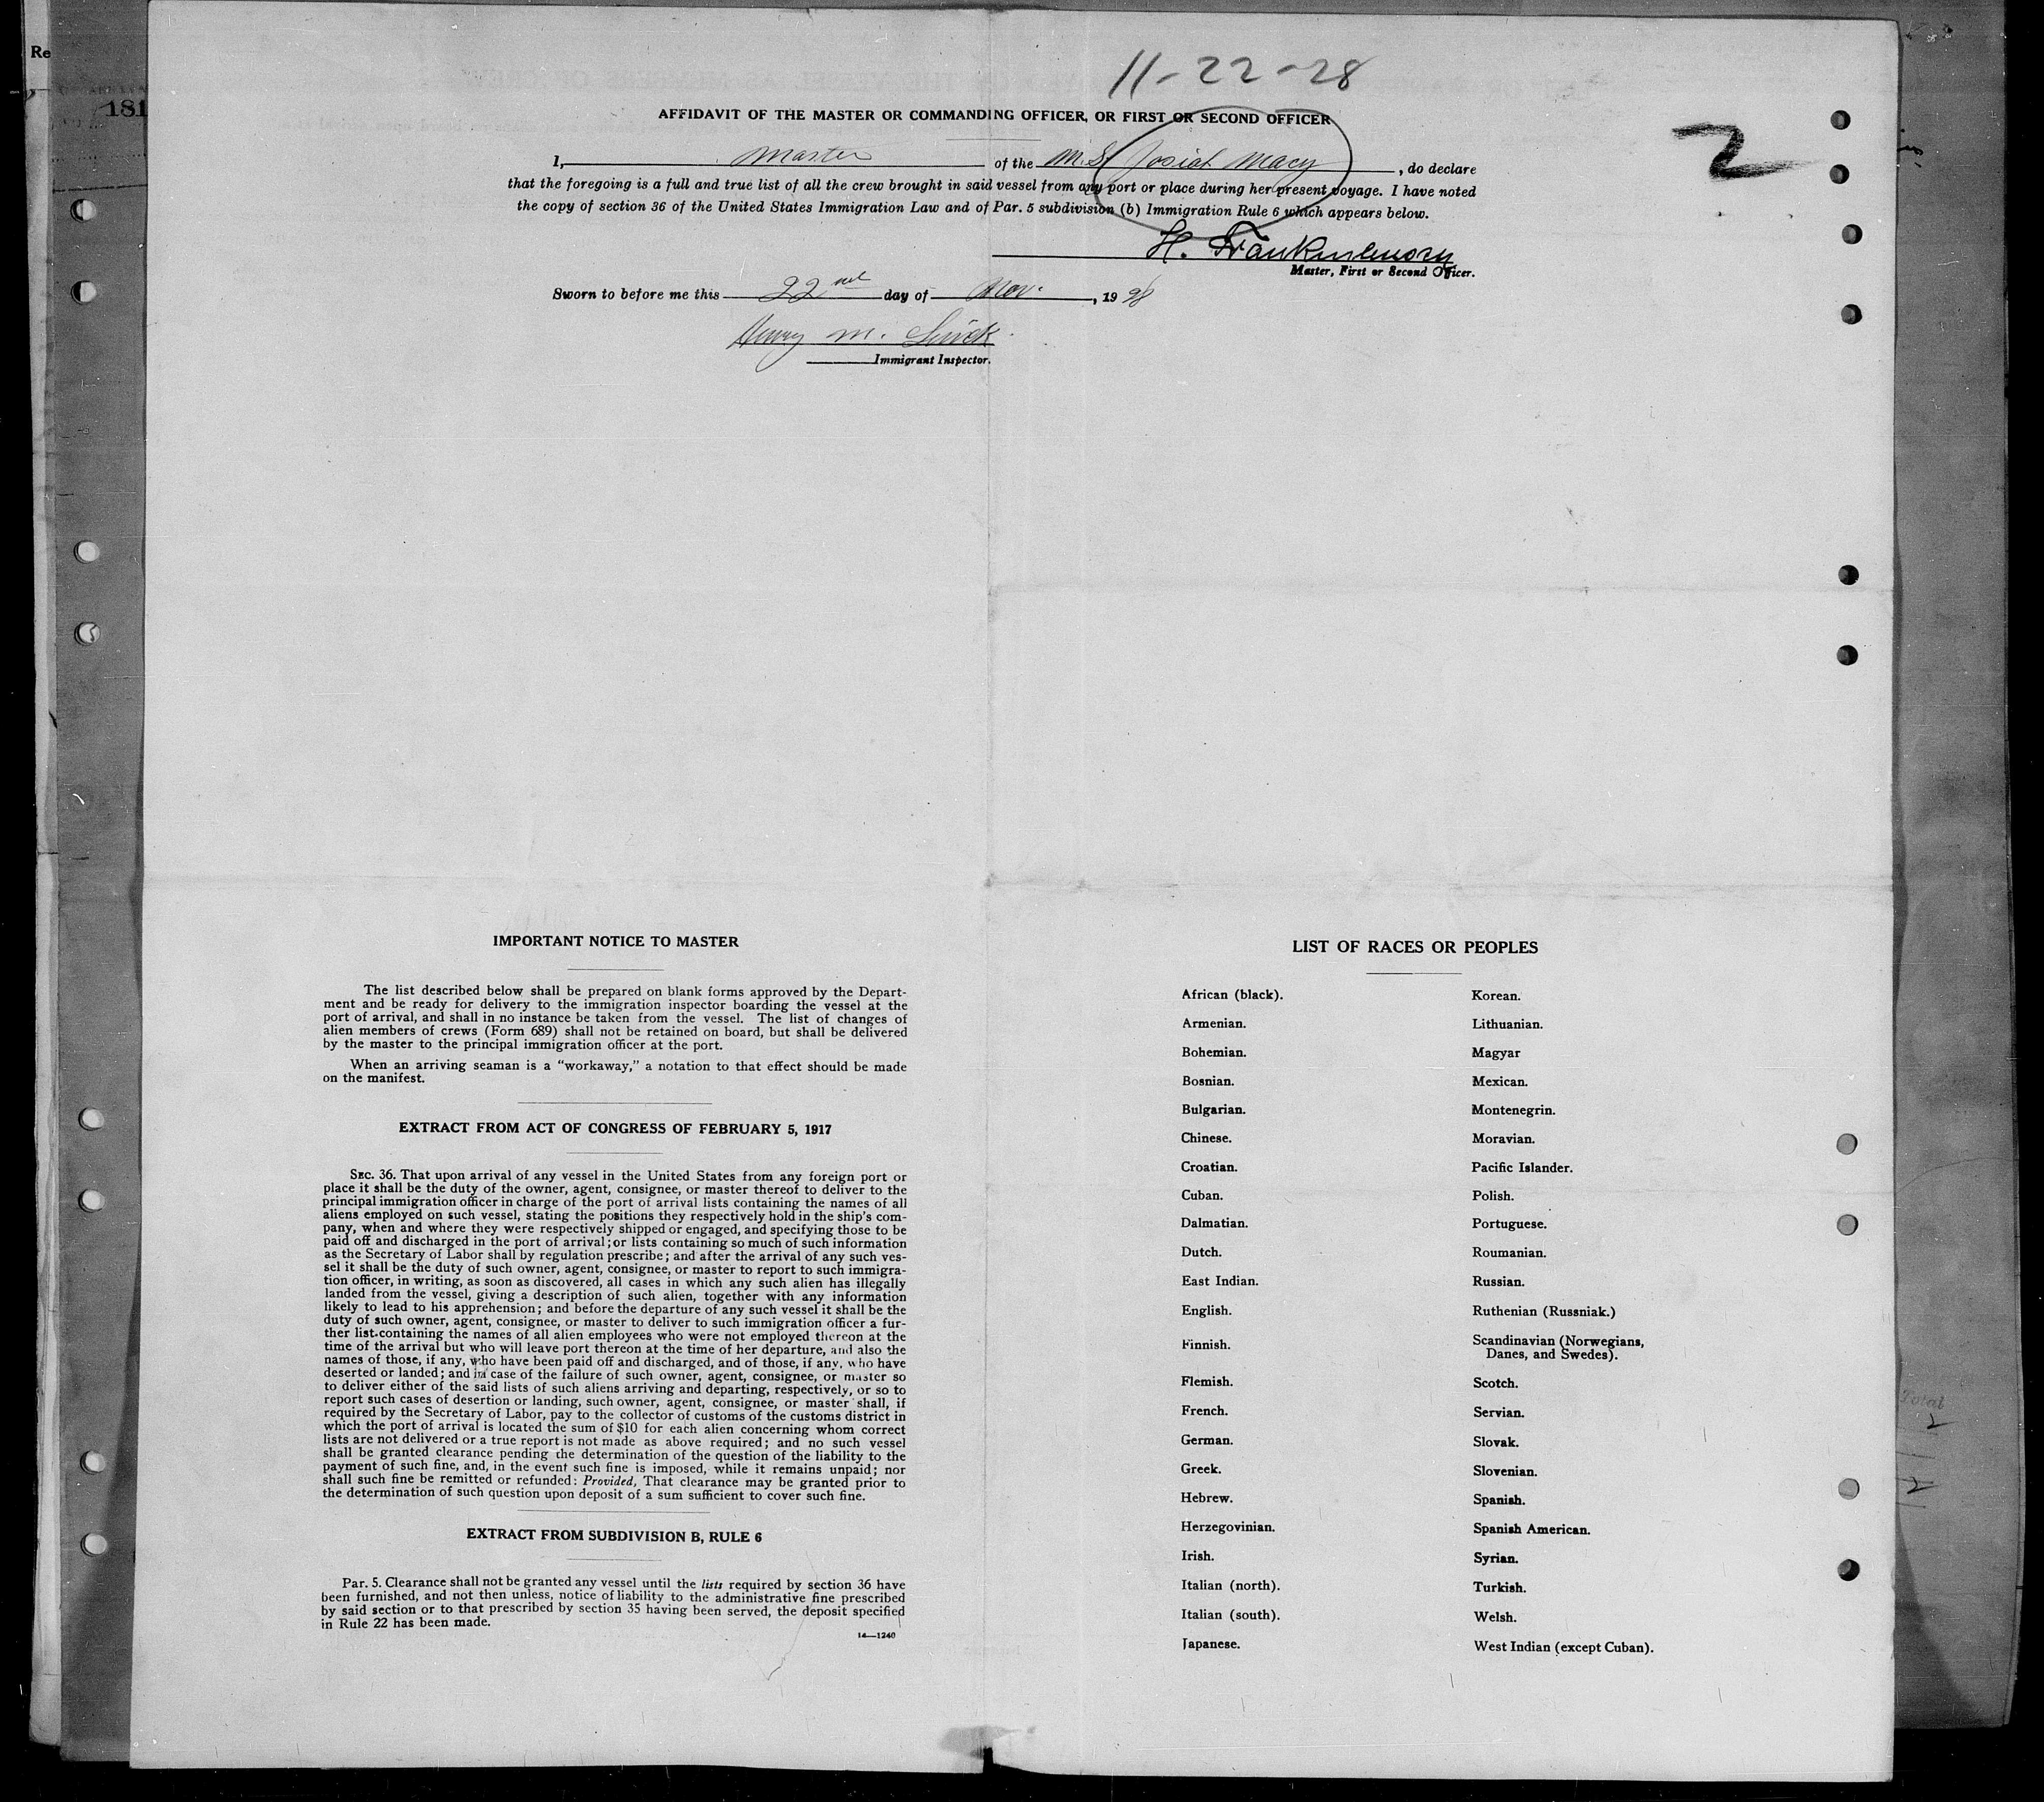 Re
181
11-22-28
2
AFFIDAVIT OF THE MASTER OR COMMANDING OFFICER, OR FIRST OR SECOND OFFICER
I, Master of the M.S. Josiah Macy, do declare
that the foregoing is a full and true list of all the crew brought in said vessel from any port or place during her present voyage. I have noted
the copy of section 36 of the United States Immigration Law and of Par. 5 subdivision (b) Immigration Rule 6 which appears below.
H.
Master, First or Second Officer.
Sworn to before me this 22nd day of Nov., 1928
Henry M.
Immigrant Inspector.
IMPORTANT NOTICE TO MASTER
The list described below shall be prepared on blank forms approved by the Depart-
ment and be ready for delivery to the immigration inspector boarding the vessel at the
port of arrival, and shall in no instance be taken from the vessel. The list of changes of
alien members of crews (Form 689) shall not be retained on board, but shall be delivered
by the master to the principal immigration officer at the port.
When an arriving seaman is a "workaway," a notation to that effect should be made
on the manifest.
EXTRACT FROM ACT OF CONGRESS OF FEBRUARY 5, 1917
SEC. 36. That upon arrival of any vessel in the United States from any foreign port or
place it shall be the duty of the owner, agent, consignee, or master thereof to deliver to the
principal immigration officer in charge of the port of arrival lists containing the names of all
aliens employed on such vessel, stating the positions they respectively hold in the ship's com-
pany, when and where they were respectively shipped or engaged, and specifying those to be
paid off and discharged in the port of arrival; or lists containing so much of such information
as the Secretary of Labor shall by regulation prescribe; and after the arrival of any such ves-
sel it shall be the duty of such owner, agent, consignee, or master to report to such immigra-
tion officer, in writing, as soon as discovered, all cases in which any such alien has illegally
landed from the vessel, giving a description of such alien, together with any information
likely to lead to his apprehension; and before the departure of any such vessel it shall be the
duty of such owner, agent, consignee, or master to deliver to such immigration officer a fur-
ther list containing the names of all alien employees who were not employed thereon at the
time of the arrival but who will leave port thereon at the time of her departure, and also the
names of those, if any, who have been paid off and discharged, and of those, if any, who have
deserted or landed; and in case of the failure of such owner, agent, consignee, or master so
to deliver either of the said lists of such aliens arriving and departing, respectively, or so to
report such cases of desertion or landing, such owner, agent, consignee, or master shall, if
required by the Secretary of Labor, pay to the collector of customs of the customs district in
which the port of arrival is located the sum of $10 for each alien concerning whom correct
lists are not delivered or a true report is not made as above required; and no such vessel
shall be granted clearance pending the determination of the question of the liability to the
payment of such fine, and, in the event such fine is imposed, while it remains unpaid; nor
shall such fine be remitted or refunded: Provided, That clearance may be granted prior to
the determination of such question upon deposit of a sum sufficient to cover such fine.
EXTRACT FROM SUBDIVISION B, RULE 6
Par. 5. Clearance shall not be granted any vessel until the lists required by section 36 have
been furnished, and not then unless, notice of liability to the administrative fine prescribed
by said section or to that prescribed by section 35 having been served, the deposit specified
in Rule 22 has been made.
14—1240
LIST OF RACES OR PEOPLES
African (black).
Armenian.
Bohemian.
Bosnian.
Bulgarian.
Chinese.
Croatian.
Cuban.
Dalmatian.
Dutch.
East Indian.
English.
Finnish.
Flemish.
French.
German.
Greek.
Hebrew.
Herzegovinian.
Irish.
Italian (north).
Italian (south).
Japanese.
Korean.
Lithuanian.
Magyar
Mexican.
Montenegrin.
Moravian.
Pacific Islander.
Polish.
Portuguese.
Roumanian.
Russian.
Ruthenian (Russniak.)
Scandinavian (Norwegians,
Danes, and Swedes).
Scotch.
Servian.
Slovak.
Slovenian.
Spanish.
Spanish American.
Syrian.
Turkish.
Welsh.
West Indian (except Cuban).
Total
2